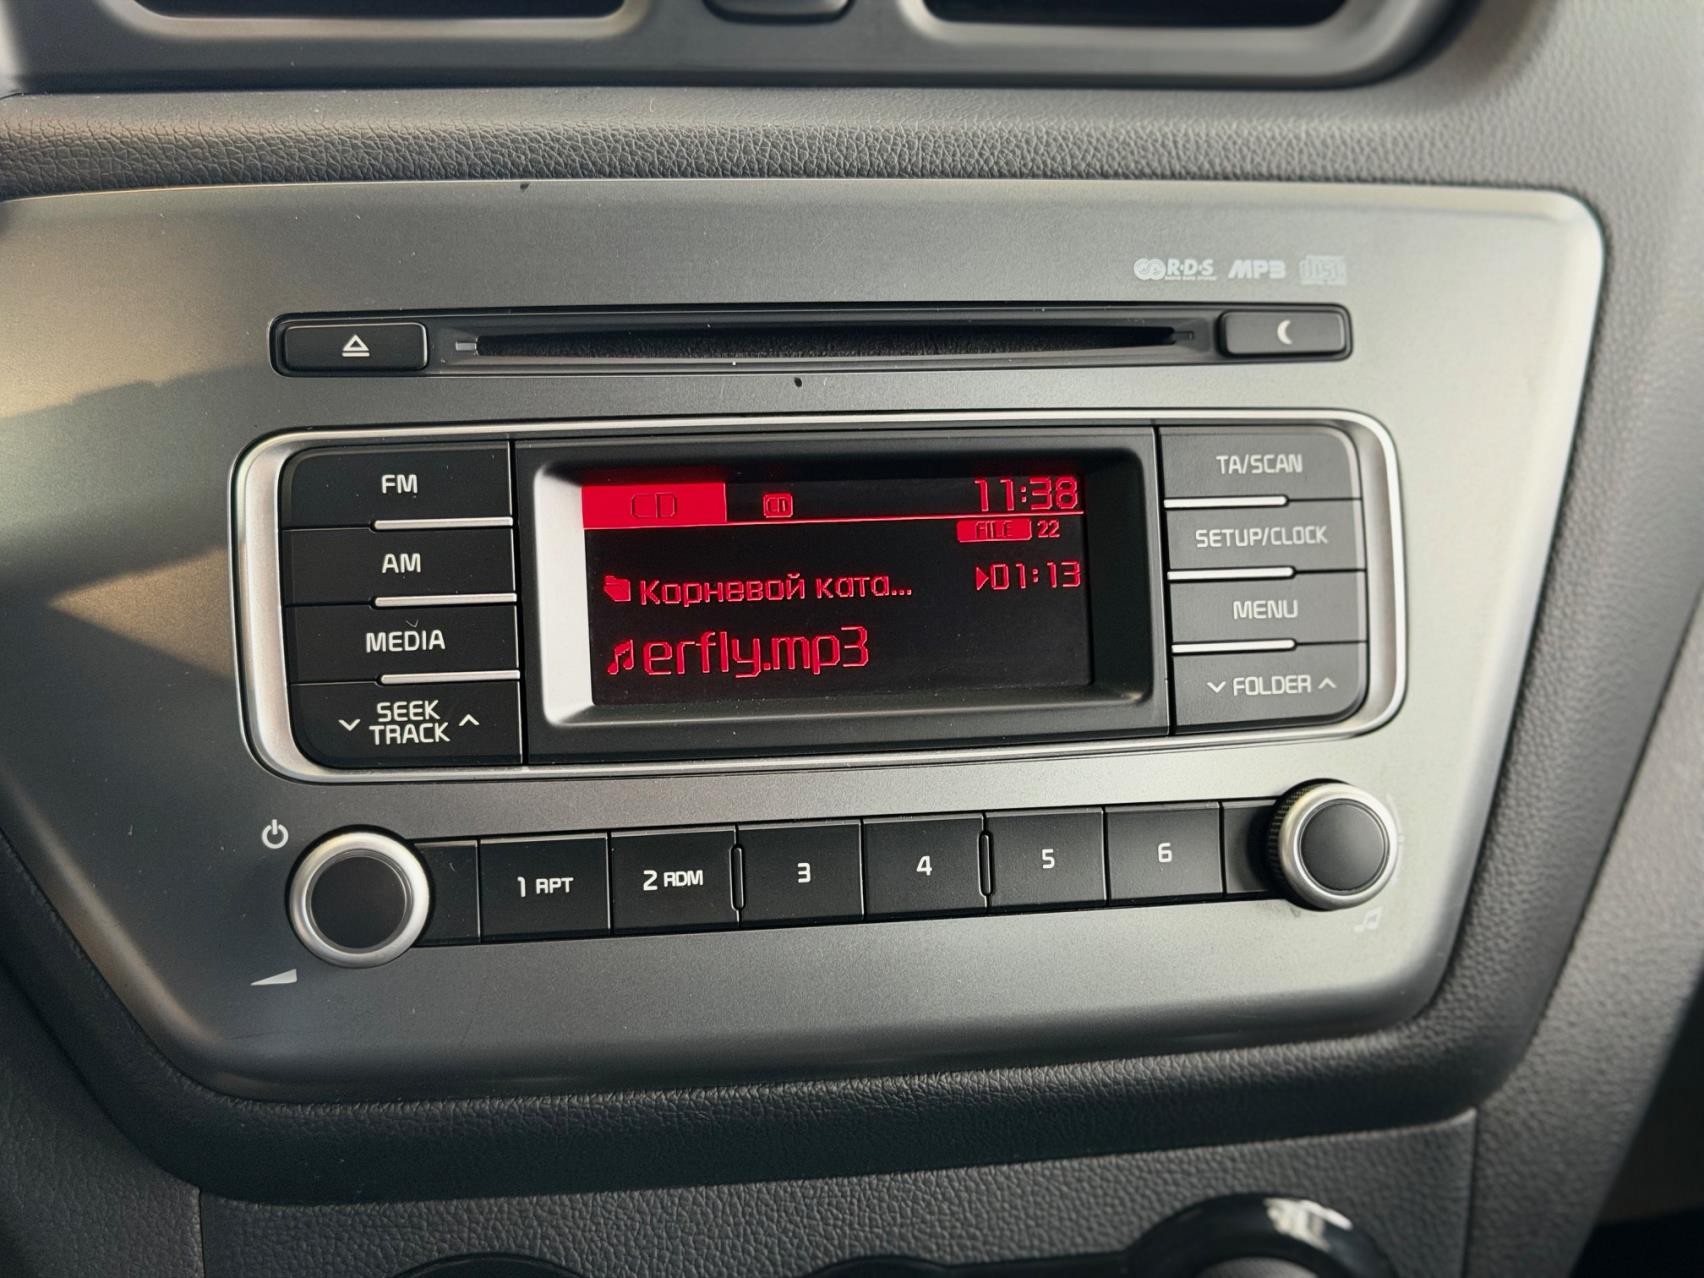 R·D·S MP3
FM
AM
MEDIA
SEEK
TRACK
CD CD 11:38
FILE 22
Корневой ката... 01:13
erfly.mp3
TA/SCAN
SETUP/CLOCK
MENU
FOLDER
1 RPT 2 RDM 3 4 5 6